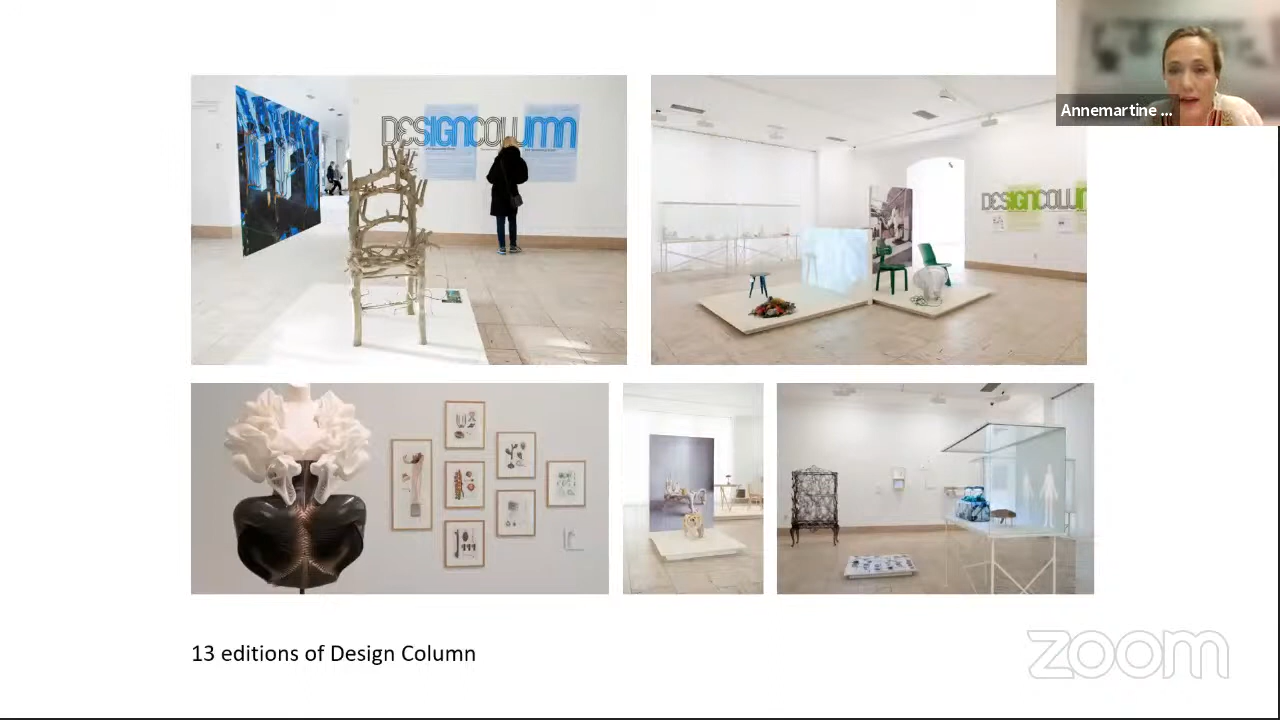 Annemartine ...
DESIGNCOLUMN
DESIGNCOLUMN
13 editions of Design Column
zoom